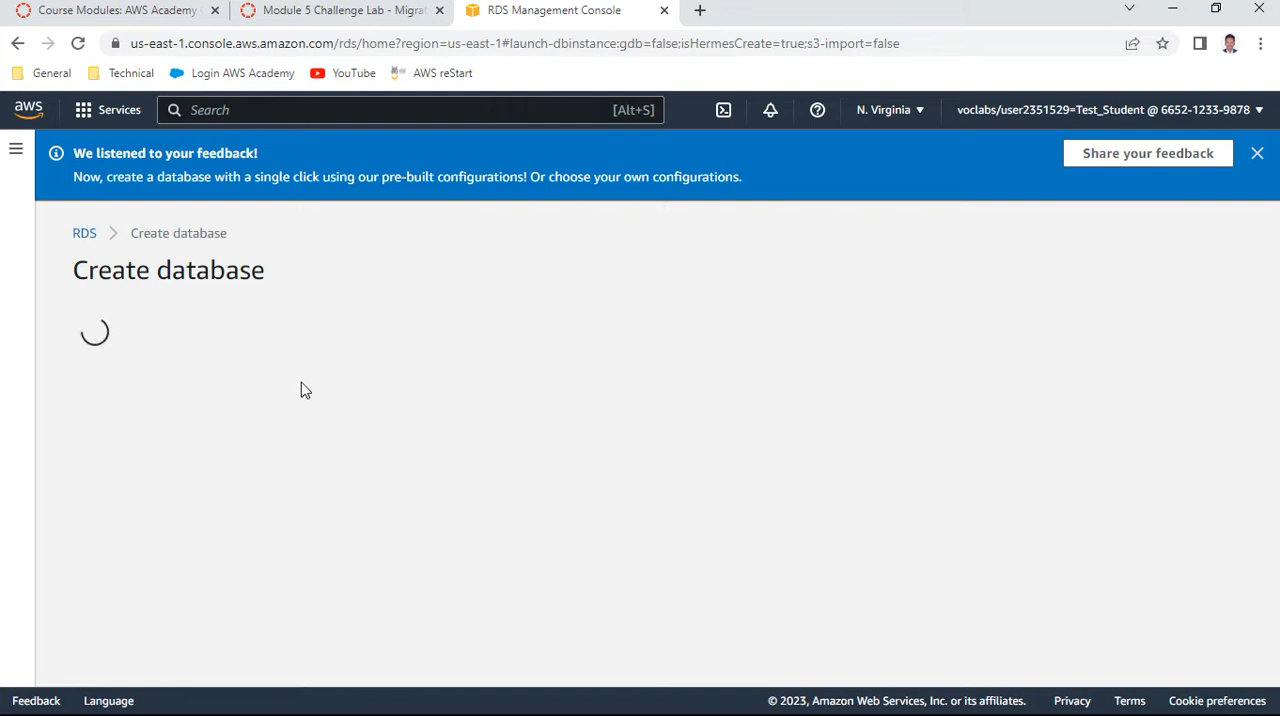 Course Modules: AWS Academy
Module 5 Challenge Lab - Migrat
RDS Management Console
us-east-1.console.aws.amazon.com/rds/home?region=us-east-1#launch-dbinstance:gdb=false;isHermesCreate=true;s3-import=false
General
Technical
Login AWS Academy
YouTube
AWS reStart
aws
Services
Search
[Alt+S]
N. Virginia
voclabs/user2351529=Test_Student @ 6652-1233-9878
We listened to your feedback!
Now, create a database with a single click using our pre-built configurations! Or choose your own configurations.
Share your feedback
RDS
Create database
Create database
Feedback
Language
© 2023, Amazon Web Services, Inc. or its affiliates.
Privacy
Terms
Cookie preferences